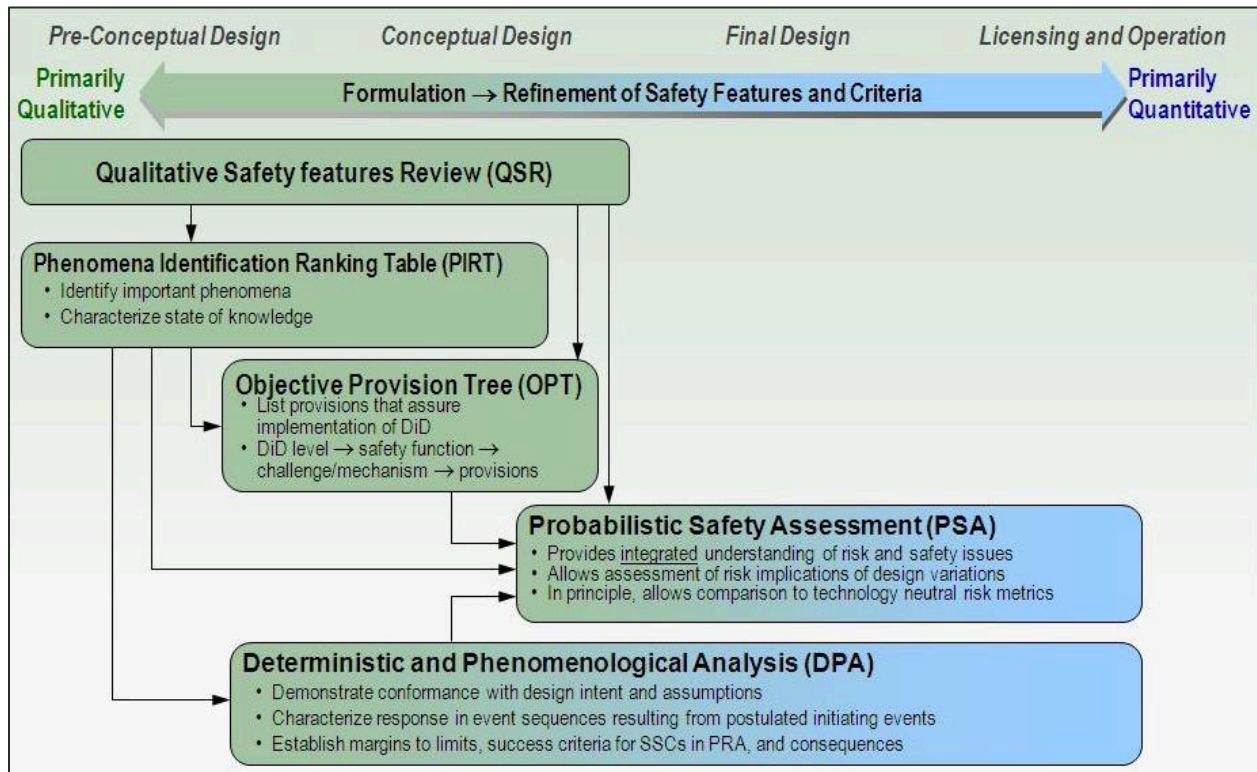 Pre-Conceptual Design Conceptual Design Final Design Licensing and Operation
Primarily
Qualitative
Formulation → Refinement of Safety Features and Criteria
Primarily
Quantitative
Qualitative Safety features Review (QSR)
Phenomena Identification Ranking Table (PIRT)
• Identify important phenomena
• Characterize state of knowledge
Objective Provision Tree (OPT)
• List provisions that assure
implementation of DiD
• DiD level → safety function →
challenge/mechanism → provisions
Probabilistic Safety Assessment (PSA)
• Provides integrated understanding of risk and safety issues
• Allows assessment of risk implications of design variations
• In principle, allows comparison to technology neutral risk metrics
Deterministic and Phenomenological Analysis (DPA)
• Demonstrate conformance with design intent and assumptions
• Characterize response in event sequences resulting from postulated initiating events
• Establish margins to limits, success criteria for SSCs in PRA, and consequences